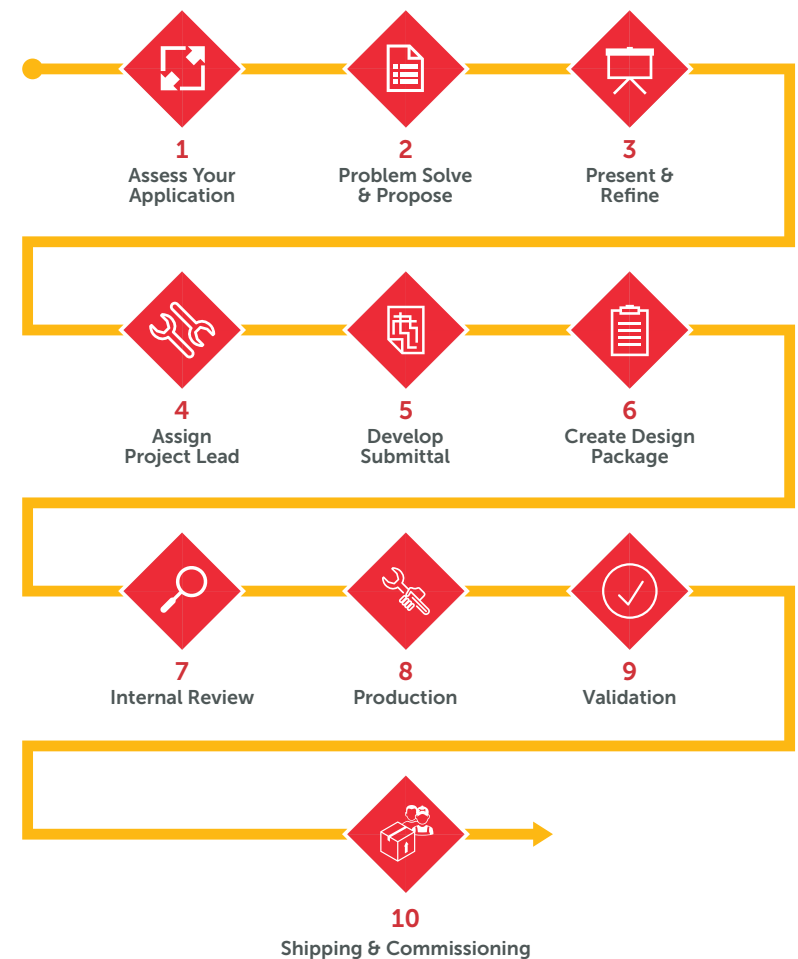 1
Assess Your
Application
2
Problem Solve
& Propose
3
Present &
Refine
4
Assign
Project Lead
5
Develop
Submittal
6
Create Design
Package
7
Internal Review
8
Production
9
Validation
10
Shipping & Commissioning